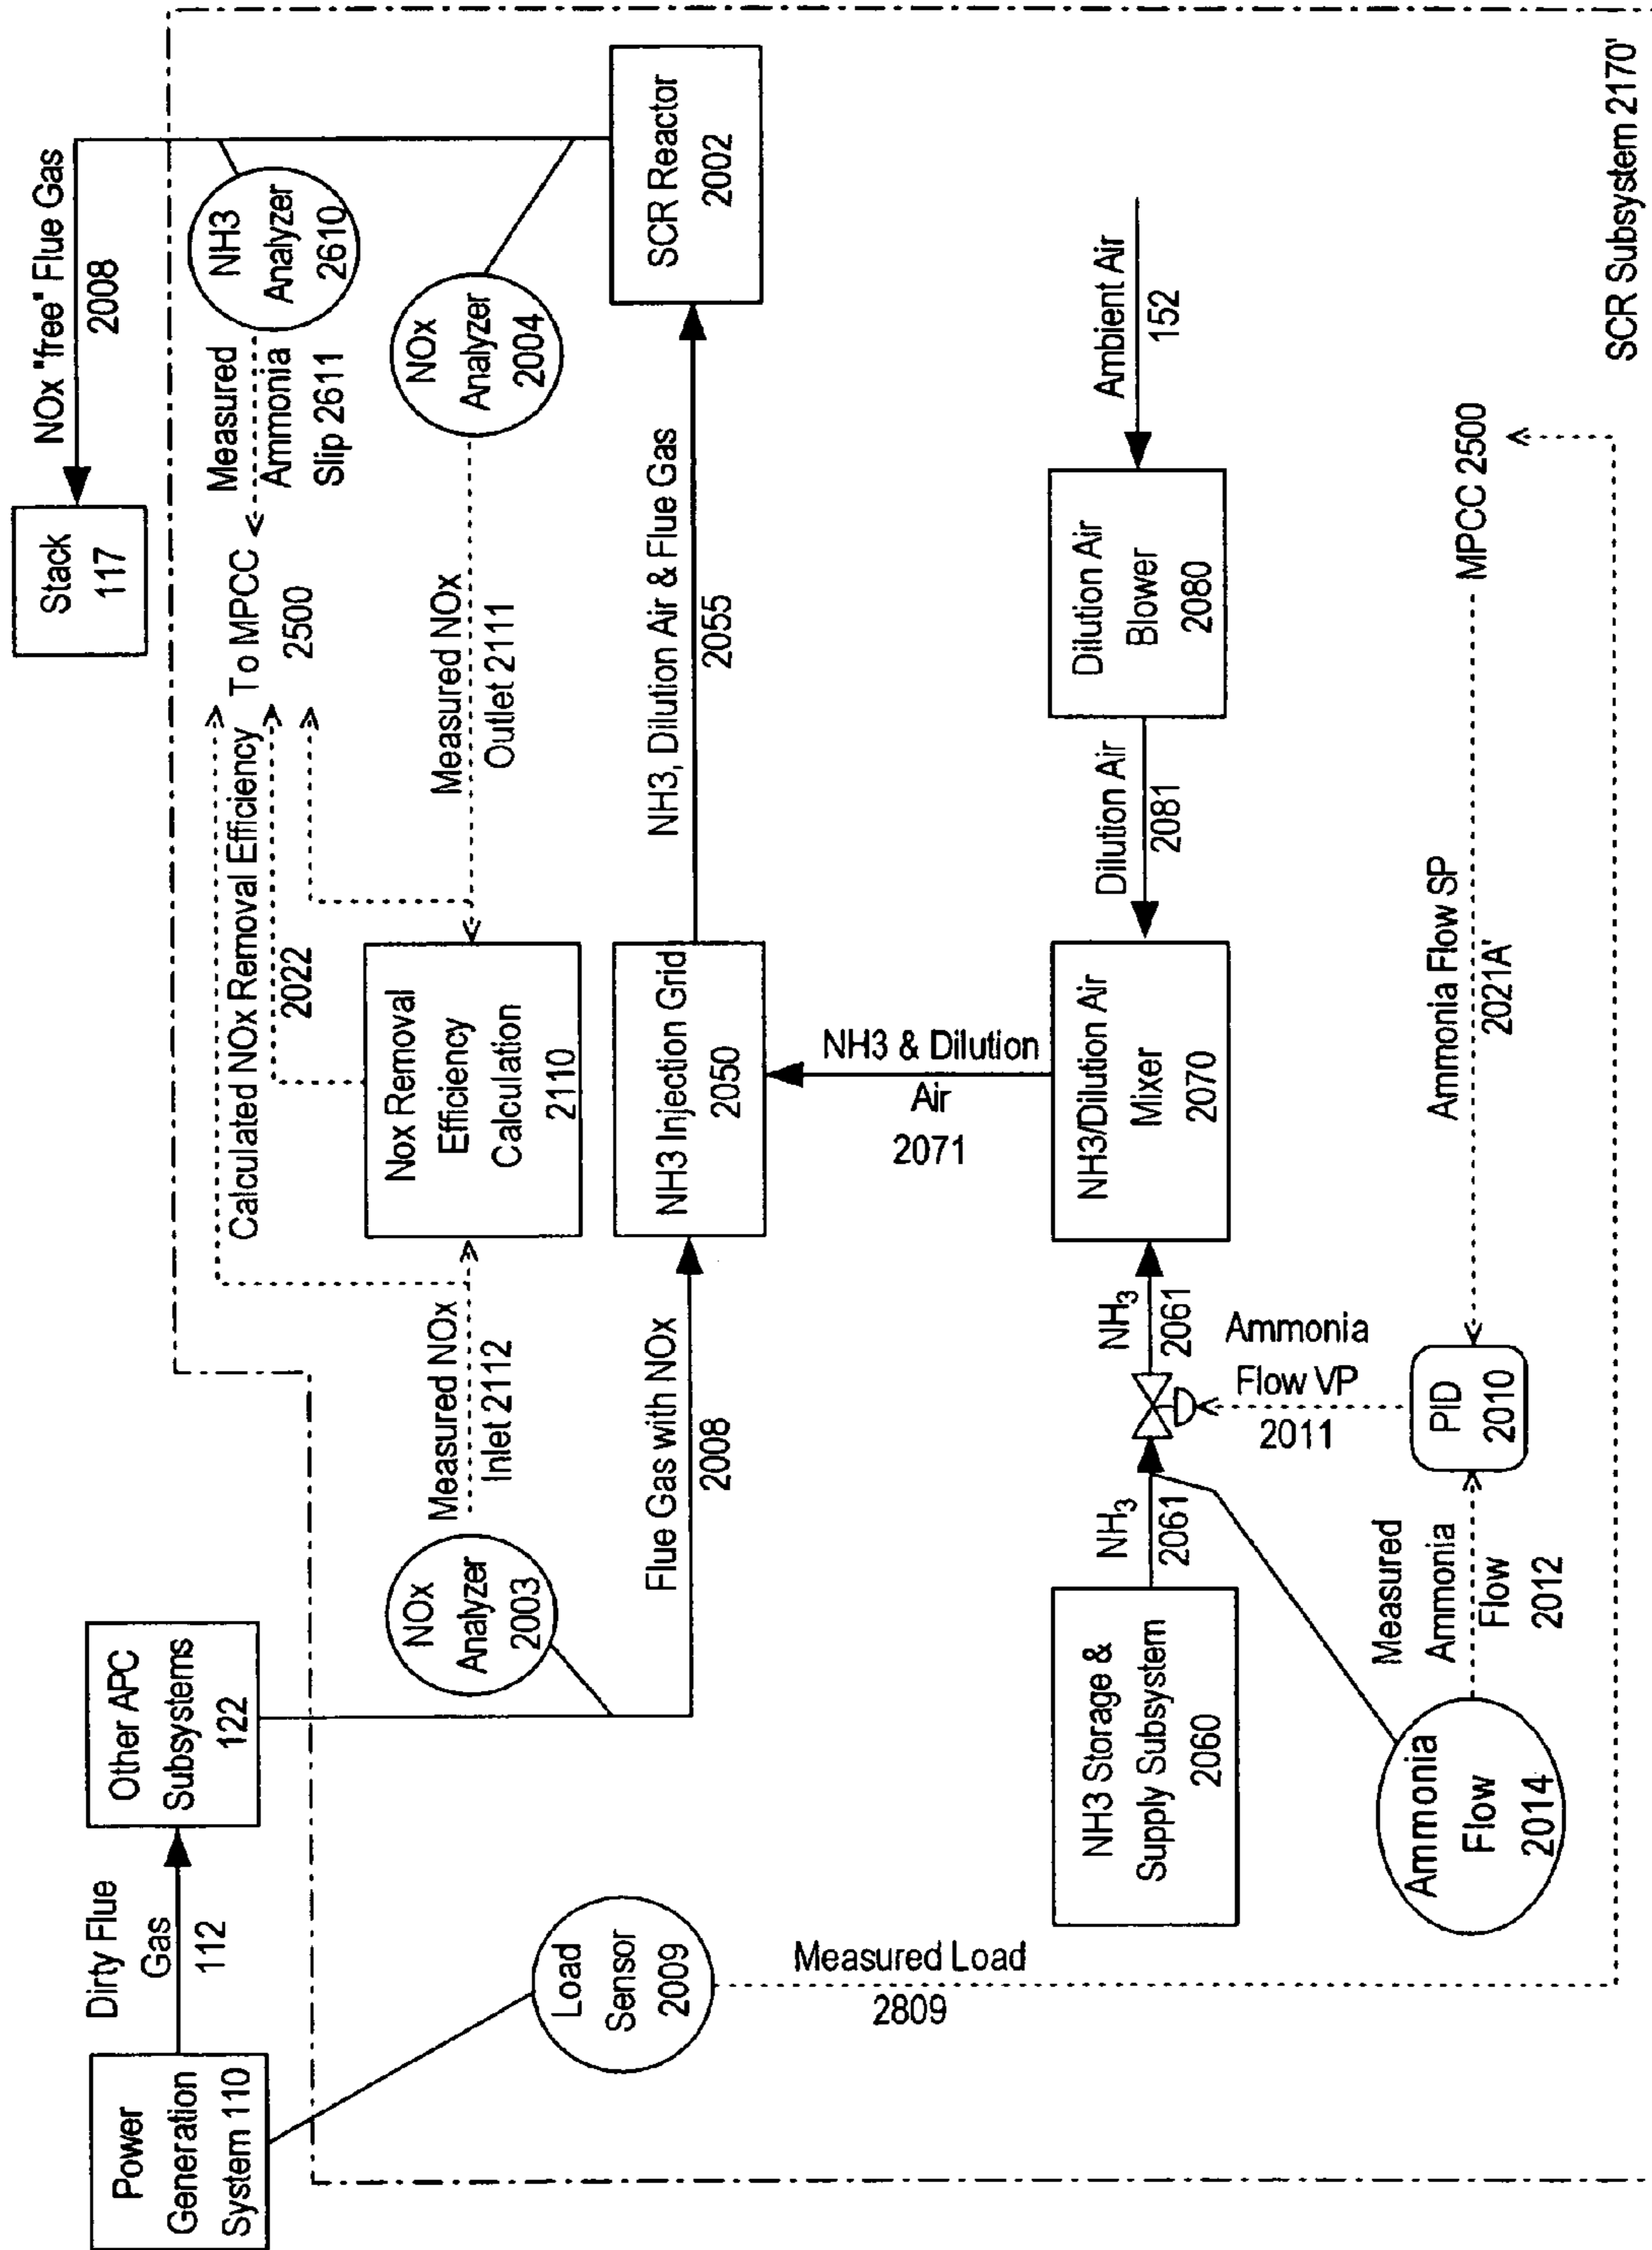 Power
Generation
System 110
Dirty Flue
Gas
112
Other APC
Subsystems
122
Stack
117
NOx "free" Flue Gas
2008
Load
Sensor
2009
Measured Load
2809
NOx
Analyzer
2003
Measured NOx
Inlet 2112
Calculated NOx Removal Efficiency
2022
To MPCC
2500
Measured
Ammonia
Slip 2611
NH3
Analyzer
2610
Nox Removal
Efficiency
Calculation
2110
Measured NOx
Outlet 2111
NOx
Analyzer
2004
Flue Gas with NOx
2008
NH3 Injection Grid
2050
NH3, Dilution Air & Flue Gas
2055
SCR Reactor
2002
NH3 & Dilution
Air
2071
NH3 Storage &
Supply Subsystem
2060
NH₃
2061
NH₃
2061
NH3/Dilution Air
Mixer
2070
Dilution Air
2081
Dilution Air
Blower
2080
Ambient Air
152
Ammonia
Flow VP
2011
Ammonia
Flow
2014
Measured
Ammonia
Flow
2012
PID
2010
Ammonia Flow SP
2021A'
MPCC 2500
SCR Subsystem 2170'